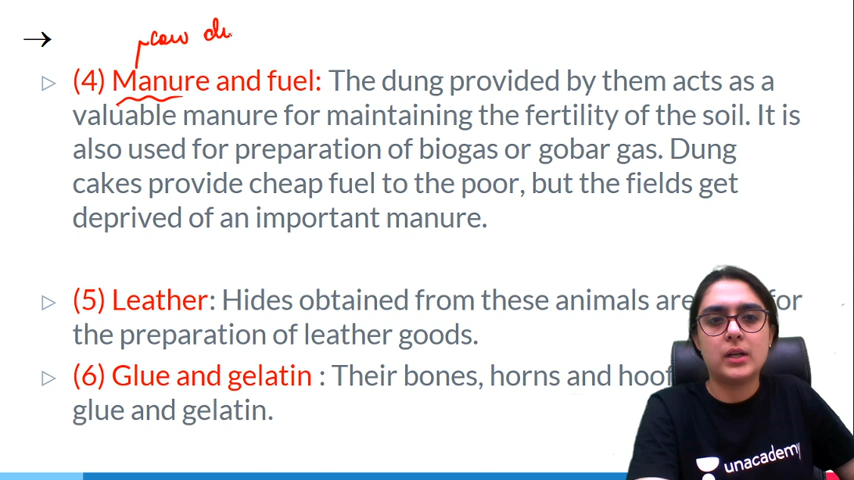 → cow du
(4) Manure and fuel: The dung provided by them acts as a
valuable manure for maintaining the fertility of the soil. It is
also used for preparation of biogas or gobar gas. Dung
cakes provide cheap fuel to the poor, but the fields get
deprived of an important manure.
(5) Leather: Hides obtained from these animals are for
the preparation of leather goods.
(6) Glue and gelatin : Their bones, horns and hoof
glue and gelatin.
unacademy